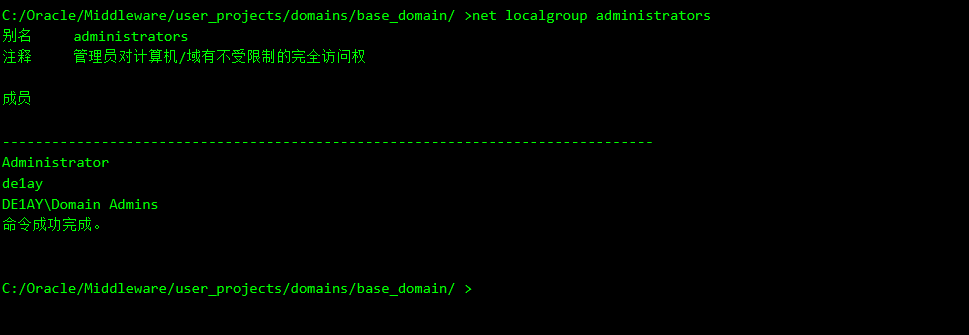 C:/Oracle/Middleware/user_projects/domains/base_domain/ >net localgroup administrators
别名     administrators
注释     管理员对计算机/域有不受限制的完全访问权
成员
-------------------------------------------------------------------------------
Administrator
de1ay
DE1AY\Domain Admins
命令成功完成。
C:/Oracle/Middleware/user_projects/domains/base_domain/ >